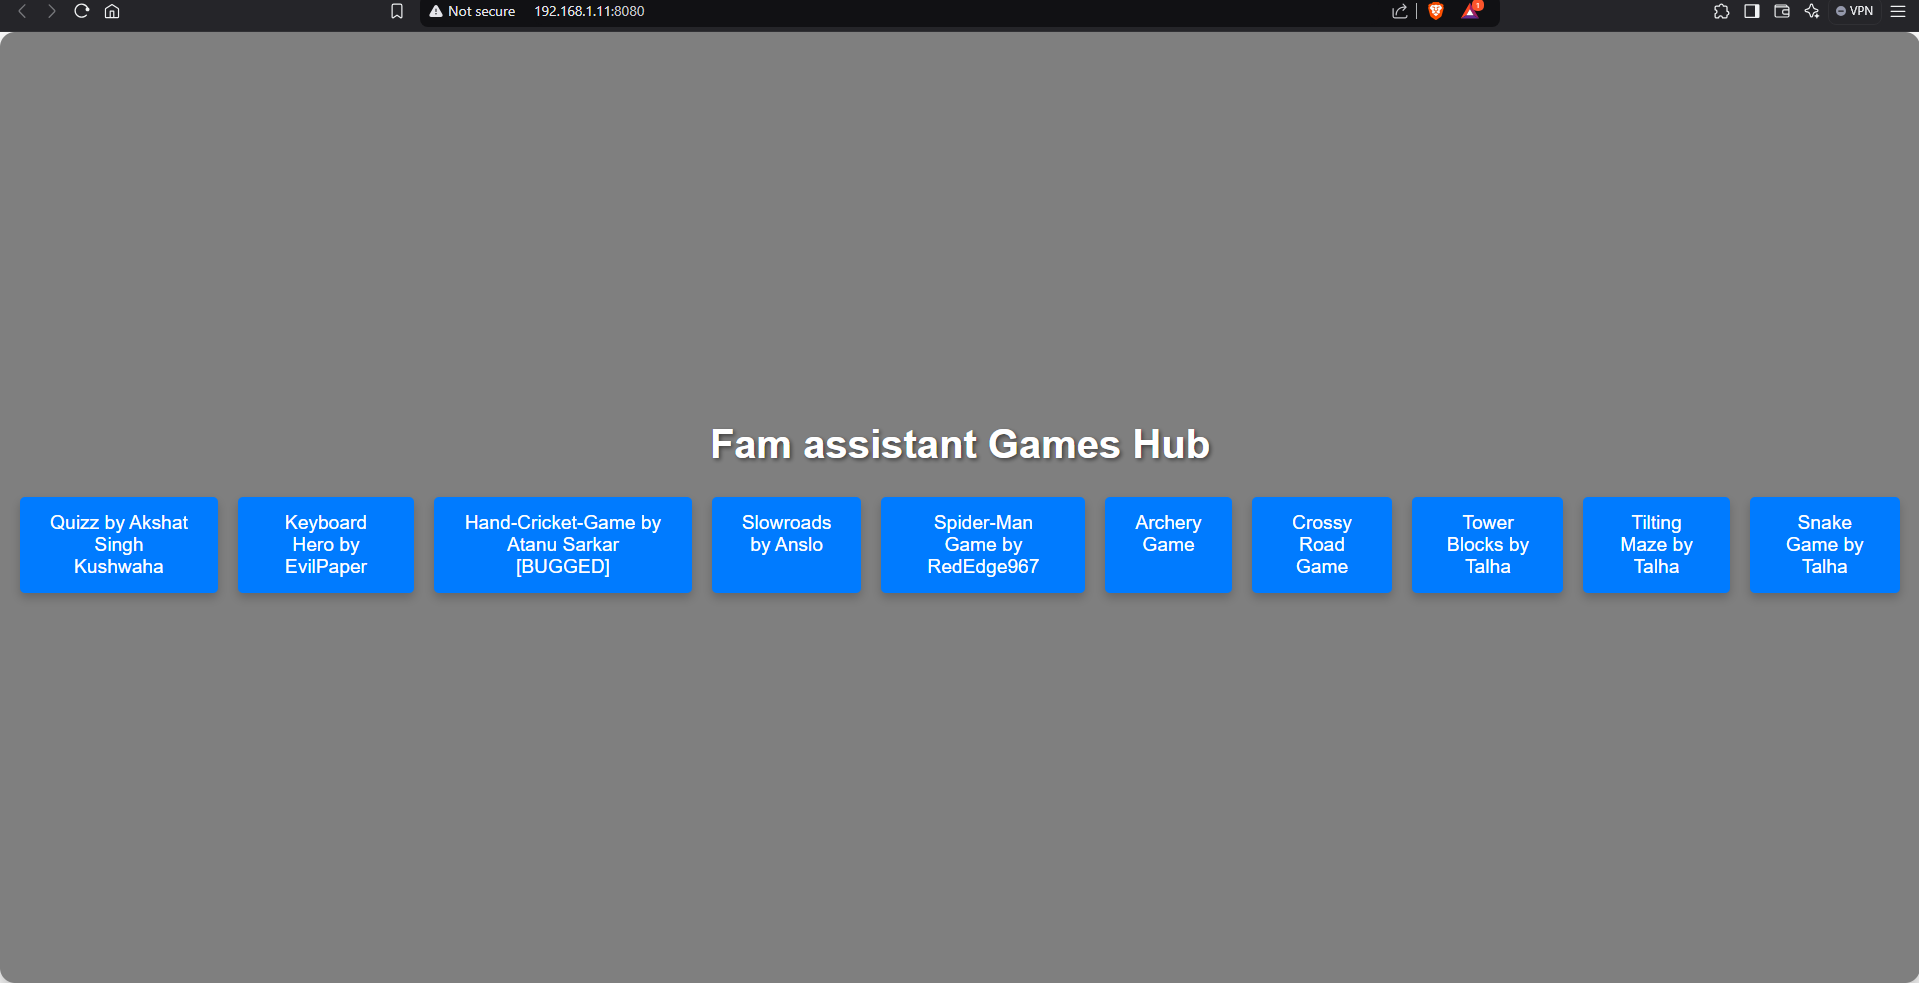 Not secure 192.168.1.11:8080
1
VPN
Fam assistant Games Hub
Quizz by Akshat
Singh
Kushwaha
Keyboard
Hero by
EvilPaper
Hand-Cricket-Game by
Atanu Sarkar
[BUGGED]
Slowroads
by Anslo
Spider-Man
Game by
RedEdge967
Archery
Game
Crossy
Road
Game
Tower
Blocks by
Talha
Tilting
Maze by
Talha
Snake
Game by
Talha